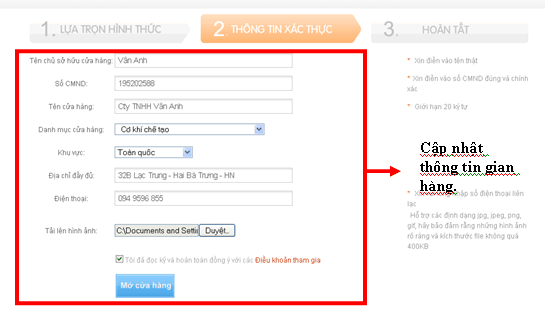 1. LỰA TRỌN HÌNH THỨC
2 THÔNG TIN XÁC THỰC
3. HOÀN TẤT
Tên chủ sở hữu cửa hàng: Vân Anh
Số CMND: 195202588
Tên cửa hàng: Cty TNHH Vân Anh
Danh mục cửa hàng: Cơ khí chế tạo
Khu vực: Toàn quốc
Địa chỉ đầy đủ: 32B Lạc Trung - Hai Bà Trưng - HN
Điện thoại: 094 9596 855
Tải lên hình ảnh: C:\Documents and Settii Duyệt..
Tôi đã đọc kỹ và hoàn toàn đồng ý với các Điều khoản tham gia
Mở cửa hàng
* Xin điền vào tên thật
* Xin điền vào số CMND đúng và chính
xác
* Giới hạn 20 ký tự
Cập nhật
thông tin gian
hàng.
* Xin nhập số điện thoại liên
lạc
Hỗ trợ các định dạng jpg, jpeg, png,
gif, hãy bảo đảm rằng những hình ảnh
rõ ràng và kích thước file không quá
400KB